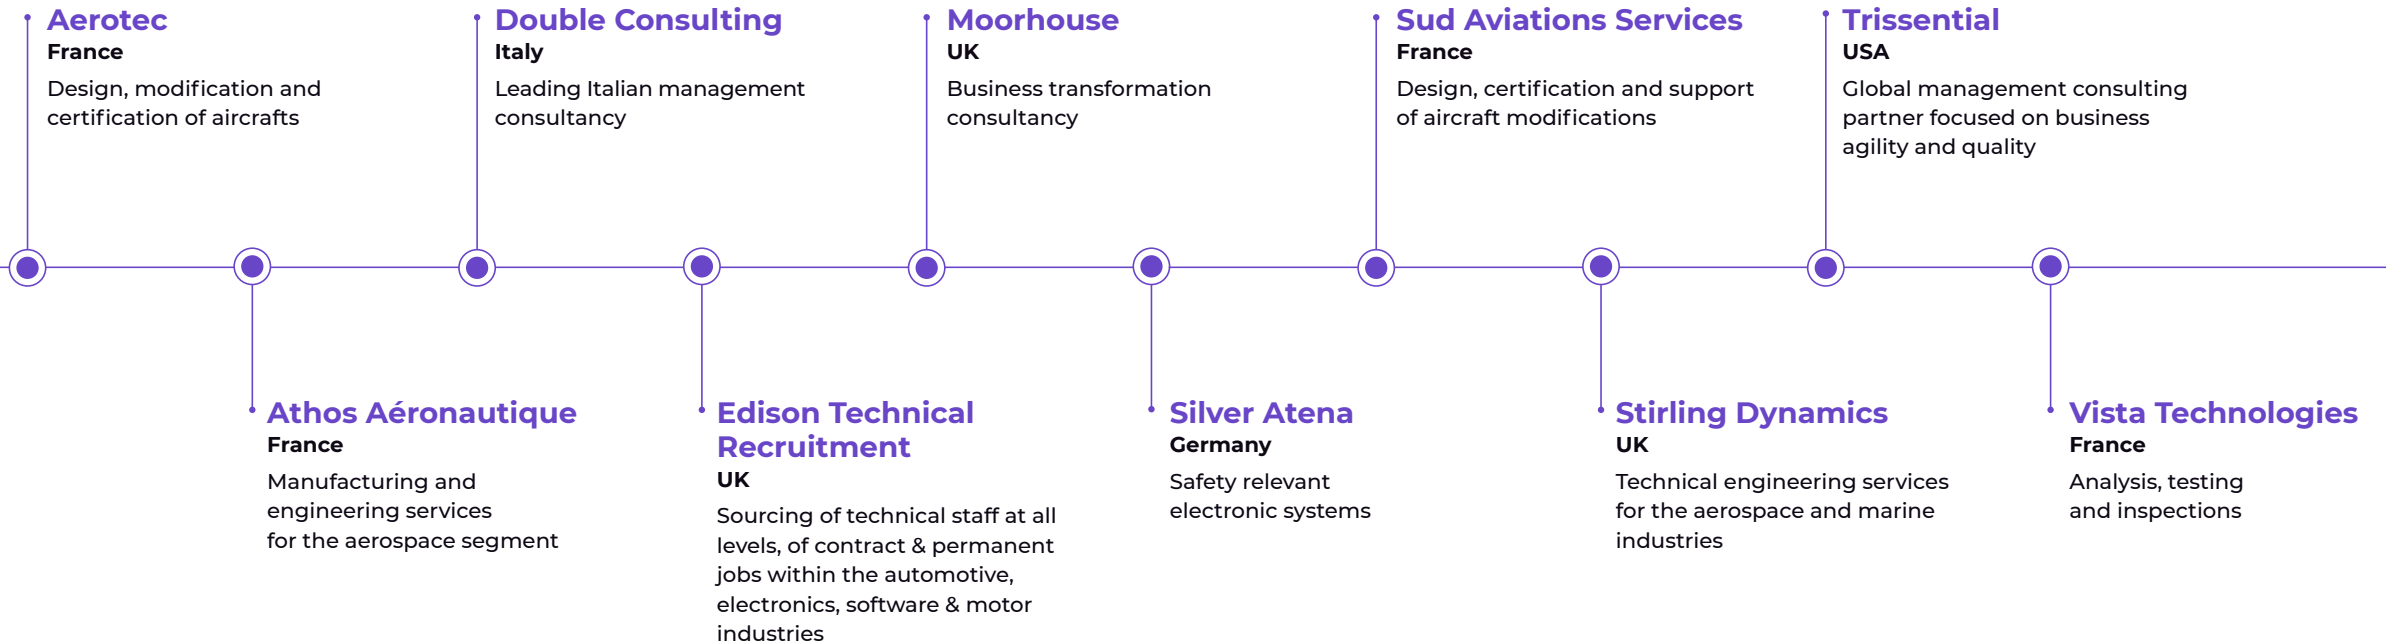 Aerotec
France
Design, modification and
certification of aircrafts
Double Consulting
Italy
Leading Italian management
consultancy
Moorhouse
UK
Business transformation
consultancy
Sud Aviations Services
France
Design, certification and support
of aircraft modifications
Trissential
USA
Global management consulting
partner focused on business
agility and quality
Athos Aéronautique
France
Manufacturing and
engineering services
for the aerospace segment
Edison Technical
Recruitment
UK
Sourcing of technical staff at all
levels, of contract & permanent
jobs within the automotive,
electronics, software & motor
industries
Silver Atena
Germany
Safety relevant
electronic systems
Stirling Dynamics
UK
Technical engineering services
for the aerospace and marine
industries
Vista Technologies
France
Analysis, testing
and inspections